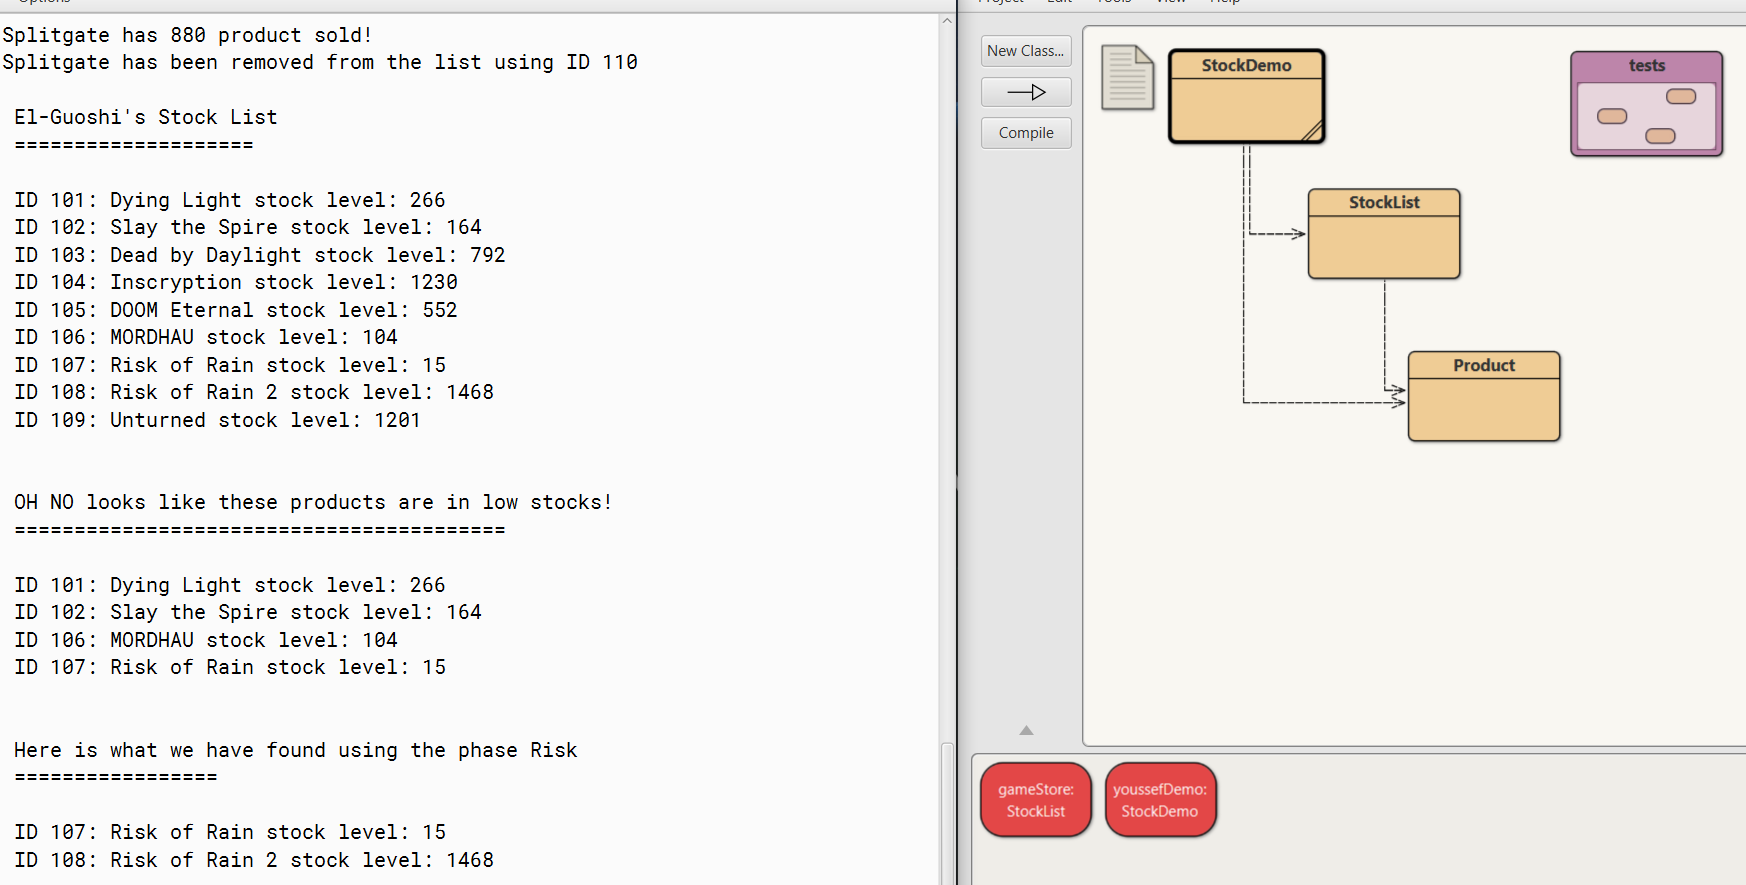 Options
Splitgate has 880 product sold!
Splitgate has been removed from the list using ID 110
El-Guoshi's Stock List
====================
ID 101: Dying Light stock level: 266
ID 102: Slay the Spire stock level: 164
ID 103: Dead by Daylight stock level: 792
ID 104: Inscryption stock level: 1230
ID 105: DOOM Eternal stock level: 552
ID 106: MORDHAU stock level: 104
ID 107: Risk of Rain stock level: 15
ID 108: Risk of Rain 2 stock level: 1468
ID 109: Unturned stock level: 1201
OH NO looks like these products are in low stocks!
=========================================
ID 101: Dying Light stock level: 266
ID 102: Slay the Spire stock level: 164
ID 106: MORDHAU stock level: 104
ID 107: Risk of Rain stock level: 15
Here is what we have found using the phase Risk
=================
ID 107: Risk of Rain stock level: 15
ID 108: Risk of Rain 2 stock level: 1468
Project Edit Tools View Help
New Class...
Compile
StockDemo
tests
StockList
Product
gameStore:
StockList
youssefDemo:
StockDemo